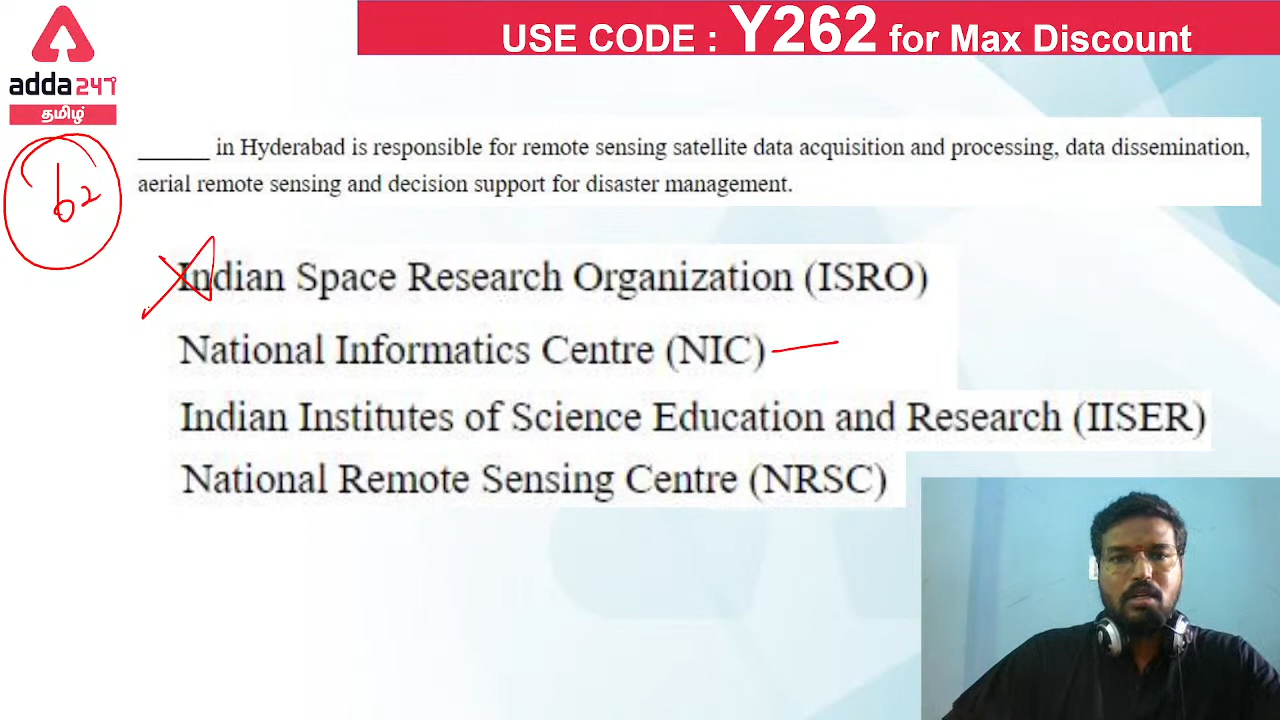 USE CODE : Y262 for Max Discount
adda247
தமிழ்
62
______ in Hyderabad is responsible for remote sensing satellite data acquisition and processing, data dissemination,
aerial remote sensing and decision support for disaster management.
Indian Space Research Organization (ISRO)
National Informatics Centre (NIC)
Indian Institutes of Science Education and Research (IISER)
National Remote Sensing Centre (NRSC)